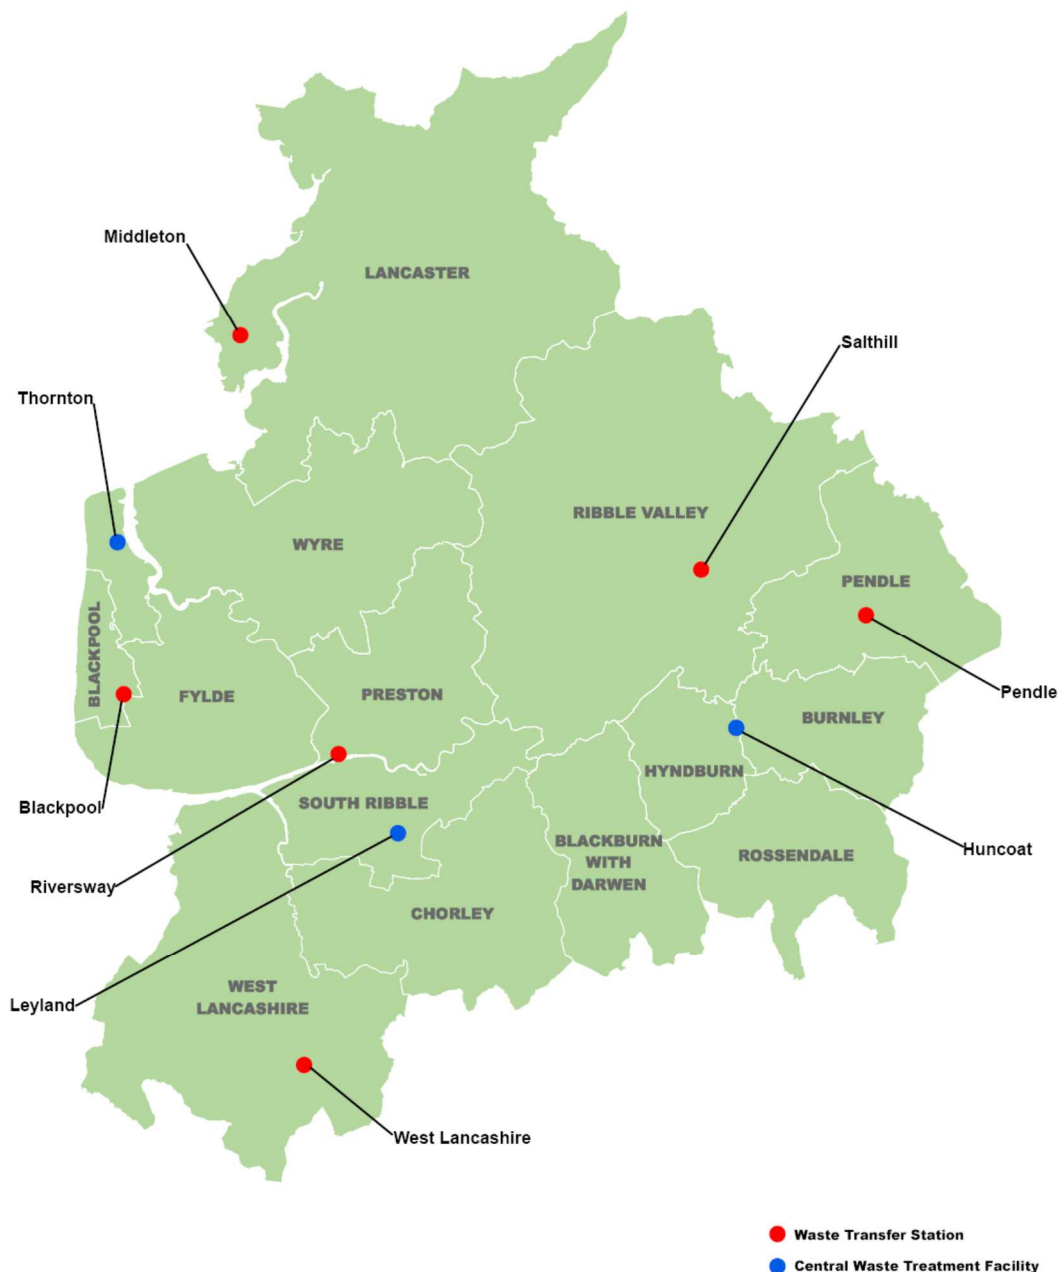 Middleton
LANCASTER
Salthill
Thornton
RIBBLE VALLEY
WYRE
PENDLE
BLACKPOOL
FYLDE
PRESTON
Pendle
BURNLEY
HYNDBURN
Blackpool
SOUTH RIBBLE
BLACKBURN
WITH
DARWEN
Huncoat
ROSSENDALE
Riversway
CHORLEY
WEST
LANCASHIRE
Leyland
West Lancashire
Waste Transfer Station
Central Waste Treatment Facility